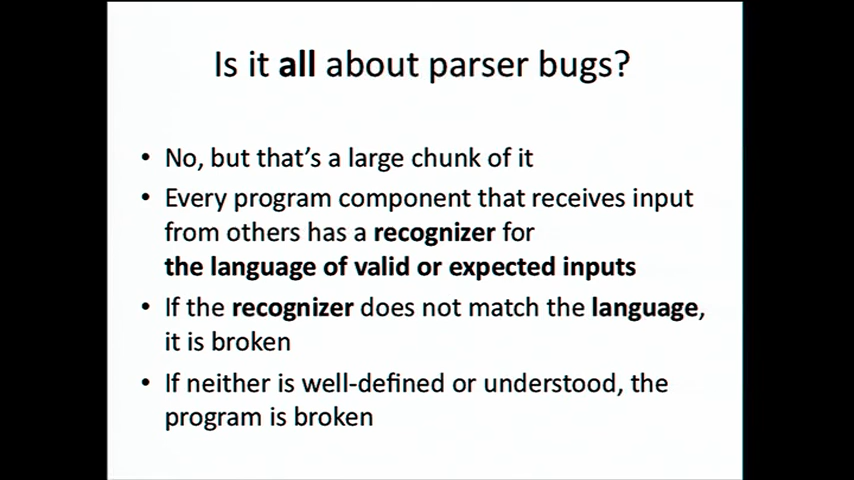 Is it all about parser bugs?
• No, but that's a large chunk of it
• Every program component that receives input
from others has a recognizer for
the language of valid or expected inputs
• If the recognizer does not match the language,
it is broken
• If neither is well-defined or understood, the
program is broken